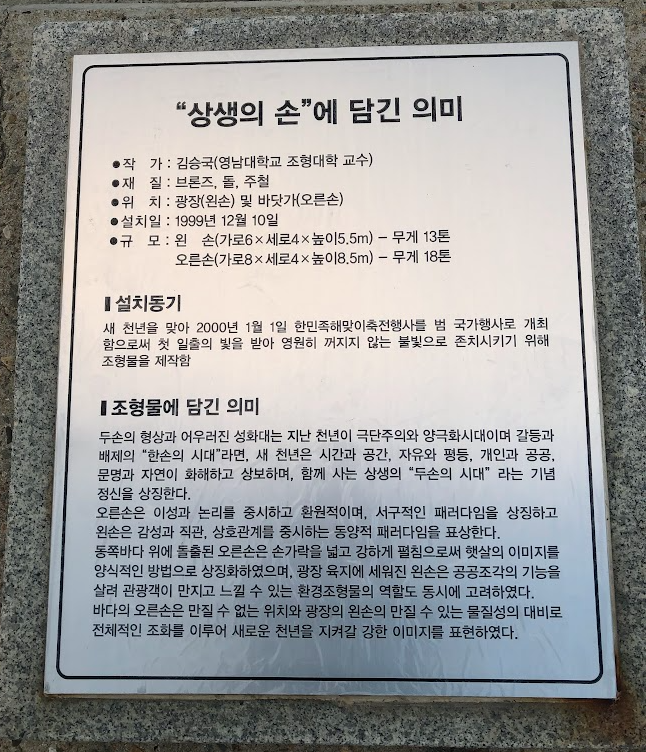 “상생의 손”에 담긴 의미
●작 가 : 김승국(영남대학교 조형대학 교수)
●재 질 : 브론즈, 돌, 주철
●위 치 : 광장(왼손) 및 바닷가(오른손)
●설치일 : 1999년 12월 10일
●규 모 : 왼 손(가로6×세로4×높이5.5m) – 무게 13톤
오른손(가로8×세로4×높이8.5m) – 무게 18톤
▮설치동기
새 천년을 맞아 2000년 1월 1일 한민족해맞이축전행사를 범 국가행사로 개최
함으로써 첫 일출의 빛을 받아 영원히 꺼지지 않는 불빛으로 존치시키기 위해
조형물을 제작함
▮조형물에 담긴 의미
두손의 형상과 어우러진 성화대는 지난 천년이 극단주의와 양극화시대이며 갈등과
배제의 “한손의 시대”라면, 새 천년은 시간과 공간, 자유와 평등, 개인과 공공,
문명과 자연이 화해하고 상보하며, 함께 사는 상생의 “두손의 시대” 라는 기념
정신을 상징한다.
오른손은 이성과 논리를 중시하고 환원적이며, 서구적인 패러다임을 상징하고
왼손은 감성과 직관, 상호관계를 중시하는 동양적 패러다임을 표상한다.
동쪽바다 위에 돌출된 오른손은 손가락을 넓고 강하게 펼침으로써 햇살의 이미지를
양식적인 방법으로 상징화하였으며, 광장 육지에 세워진 왼손은 공공조각의 기능을
살려 관광객이 만지고 느낄 수 있는 환경조형물의 역할도 동시에 고려하였다.
바다의 오른손은 만질 수 없는 위치와 광장의 왼손의 만질 수 있는 물질성의 대비로
전체적인 조화를 이루어 새로운 천년을 지켜갈 강한 이미지를 표현하였다.